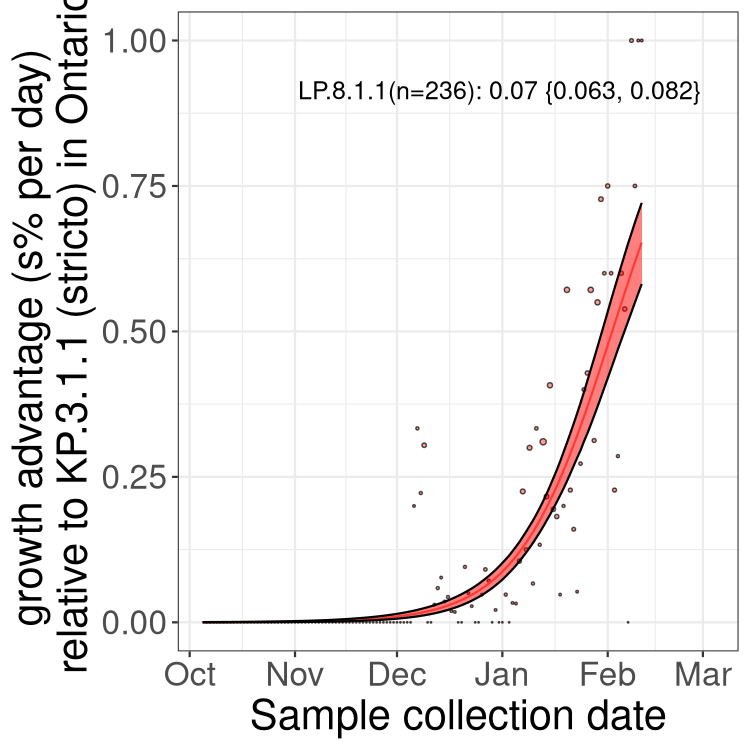 growth advantage (s% per day)
relative to KP.3.1.1 (stricto) in Ontario
1.00
0.75
0.50
0.25
0.00
LP.8.1.1(n=236): 0.07 {0.063, 0.082}
Oct Nov Dec Jan Feb Mar
Sample collection date